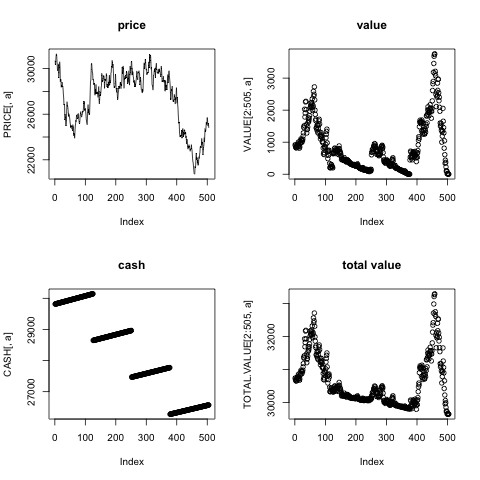 price
PRICE[, a]
22000 26000 30000
0 100 200 300 400 500
Index
value
VALUE[2:505, a]
0 1000 2000 3000
0 100 200 300 400 500
Index
cash
CASH[, a]
27000 29000
0 100 200 300 400 500
Index
total value
TOTAL.VALUE[2:505, a]
30000 32000
0 100 200 300 400 500
Index